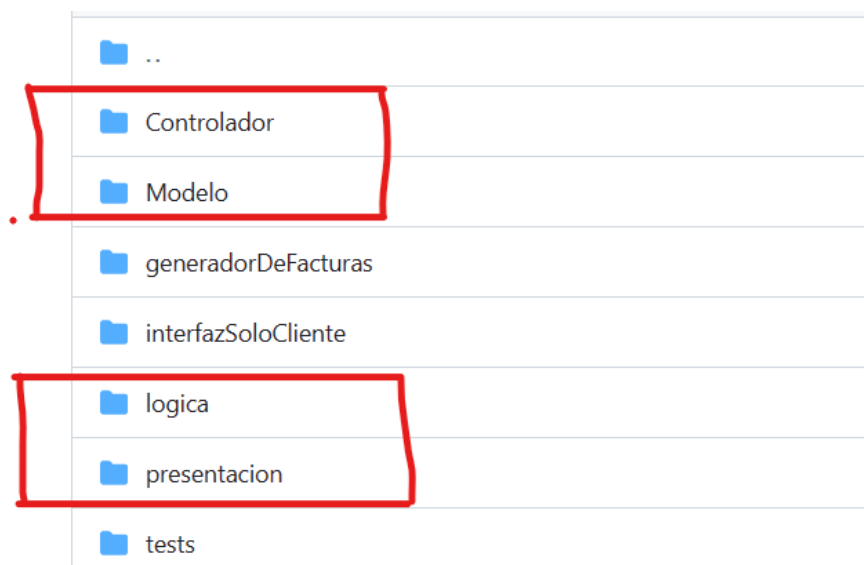 ..
Controlador
Modelo
generadorDeFacturas
interfazSoloCliente
logica
presentacion
tests